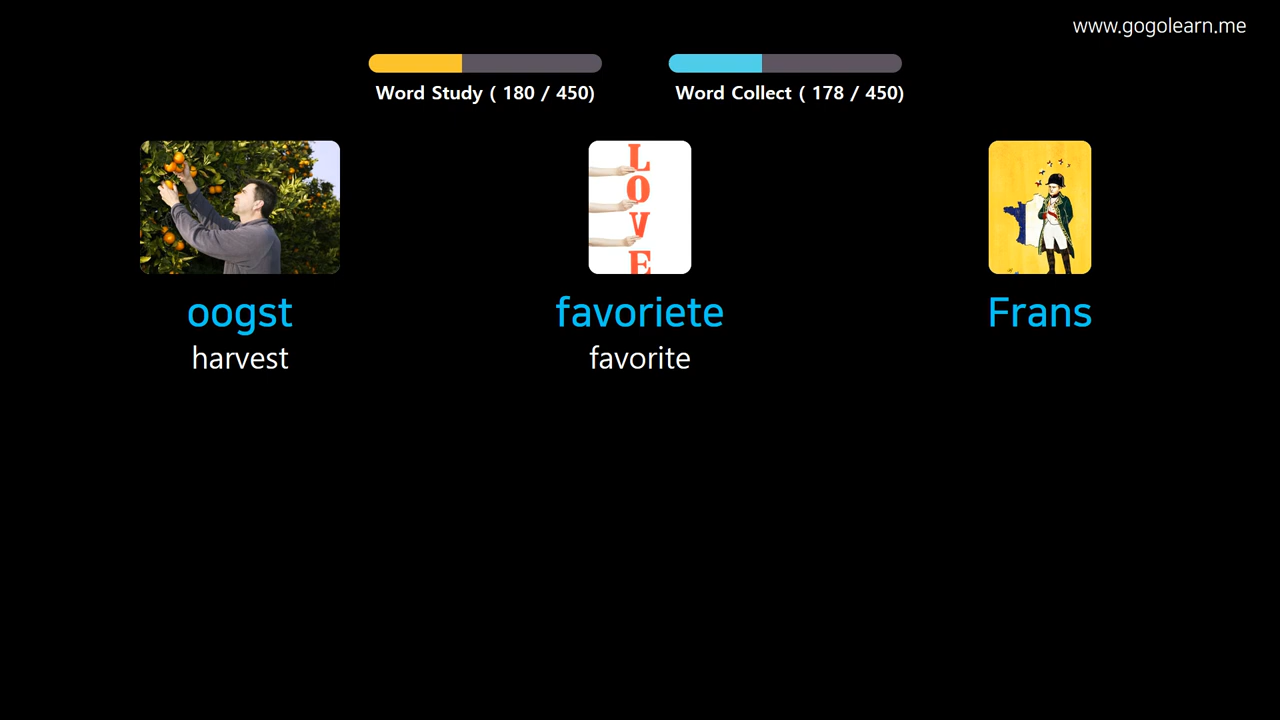 www.gogolearn.me
Word Study ( 180 / 450)
Word Collect ( 178 / 450)
LOVE
oogst
favoriete
Frans
harvest
favorite